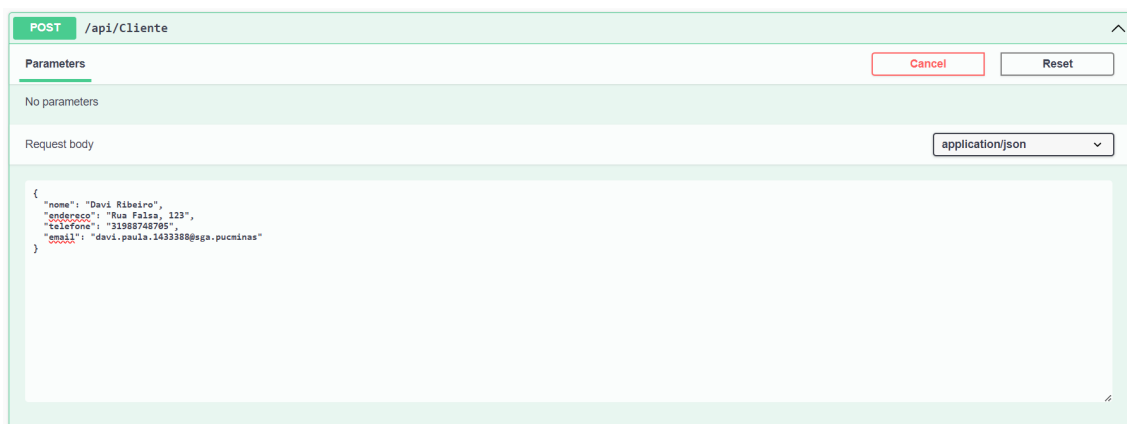 POST /api/Cliente
Parameters
Cancel
Reset
No parameters
Request body
application/json
{
"nome": "Davi Ribeiro",
"endereco": "Rua Falsa, 123",
"telefone": "31988748705",
"email": "davi.paula.1433388@sga.pucminas"
}